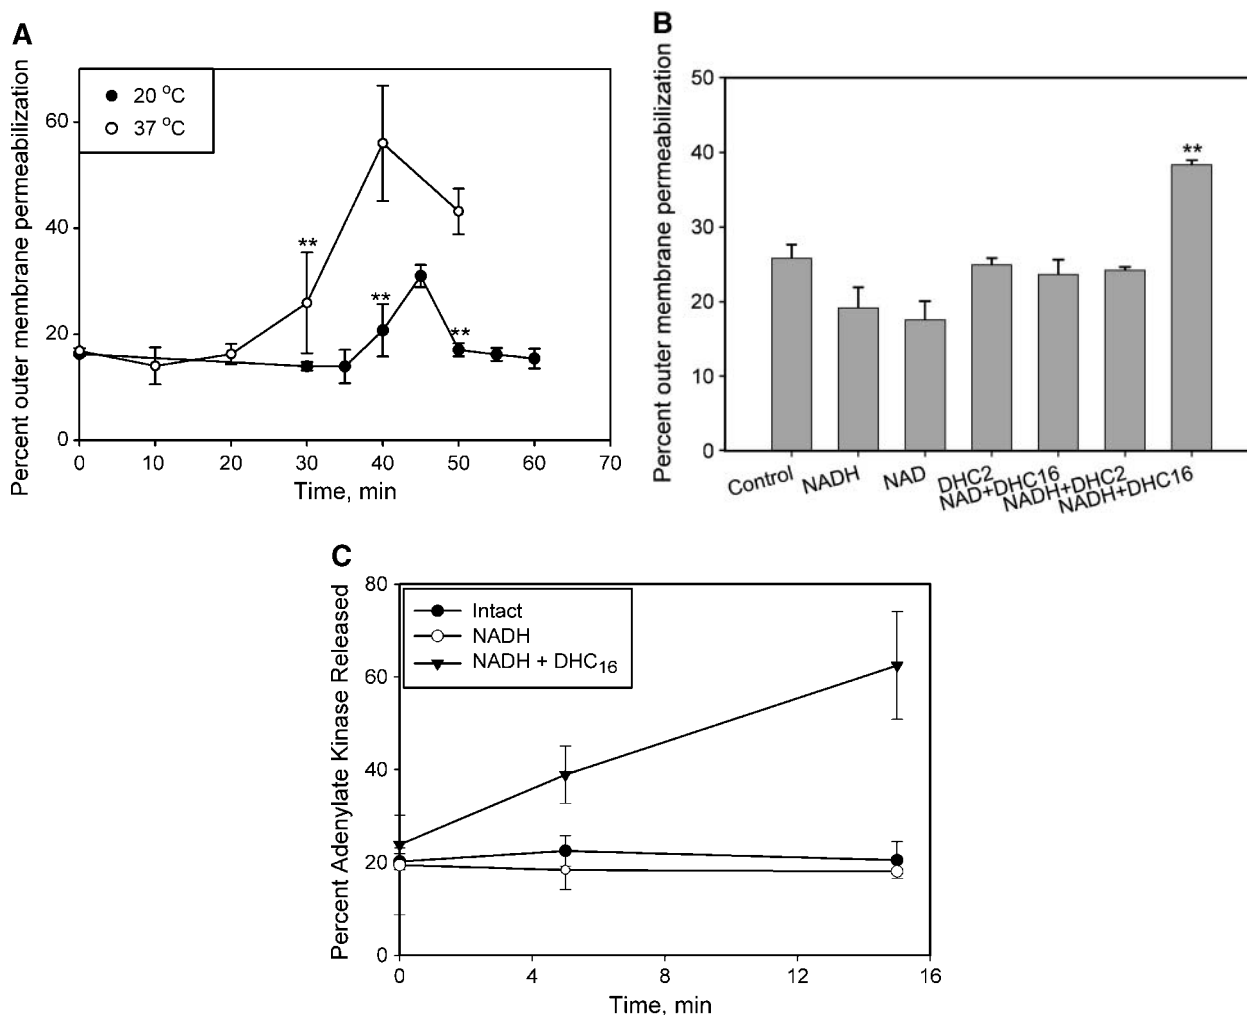 A
Percent outer membrane permeabilization
20 °C
37 °C
60
40
20
0
**
**
**
0 10 20 30 40 50 60 70
Time, min
B
Percent outer membrane permeabilization
50
40
30
20
10
0
**
Control
NADH
NAD
DHC2
NAD+DHC16
NADH+DHC2
NADH+DHC16
C
Percent Adenylate Kinase Released
80
60
40
20
0
Intact
NADH
NADH + DHC₁₆
0 4 8 12 16
Time, min